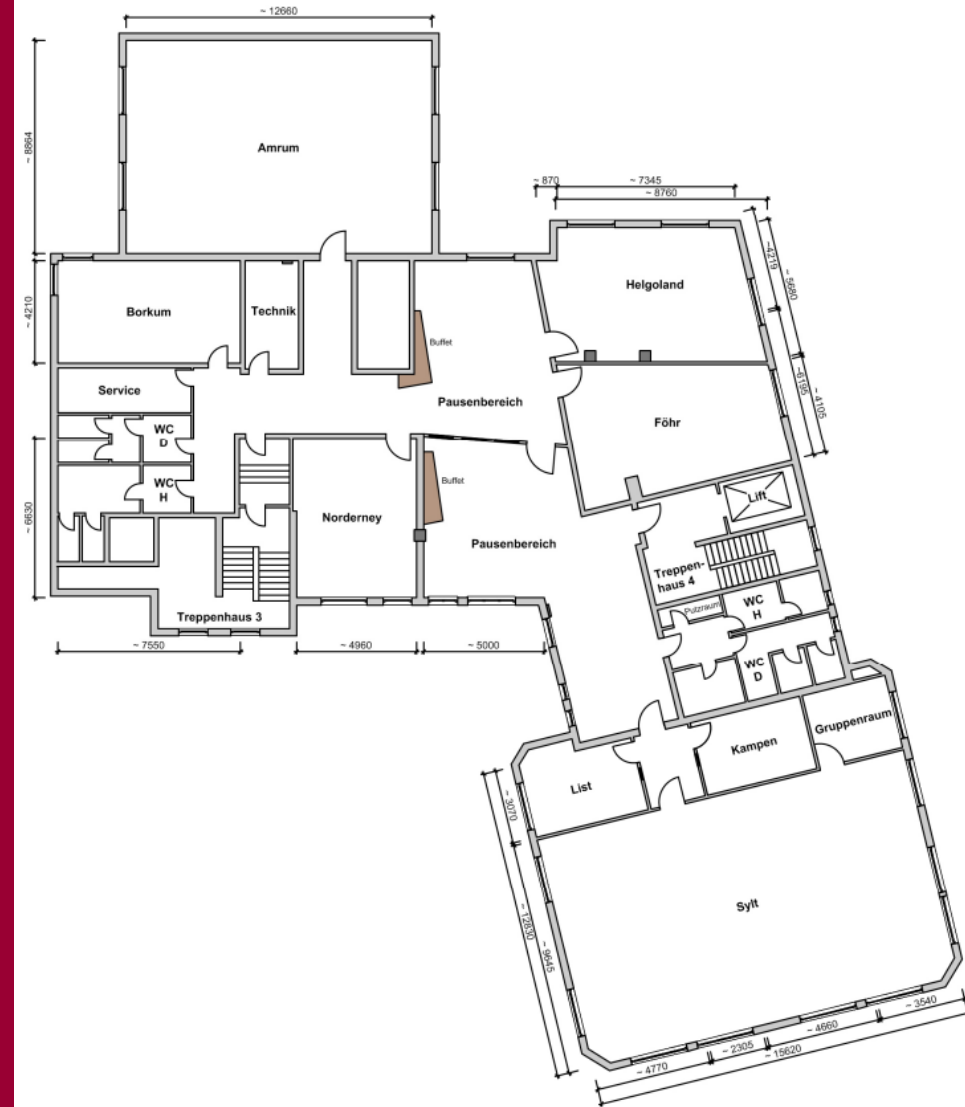 ~ 12660
~ 8864
Amrum
~ 870
~ 7345
~ 8760
~4219
~ 5680
Helgoland
~ 4210
Borkum
Technik
Buffet
Pausenbereich
~6195
~ 4105
Service
WC
D
Föhr
WC
H
Buffet
Lift
~ 6630
Norderney
Pausenbereich
Treppen-
haus 4
Treppenhaus 3
Putzraum
WC
H
~ 7550
~ 4960
~ 5000
WC
D
Gruppenraum
Kampen
List
~ 3070
~ 12830
~ 9645
Sylt
~ 3540
~ 4660
~ 2305
~ 15620
~ 4770